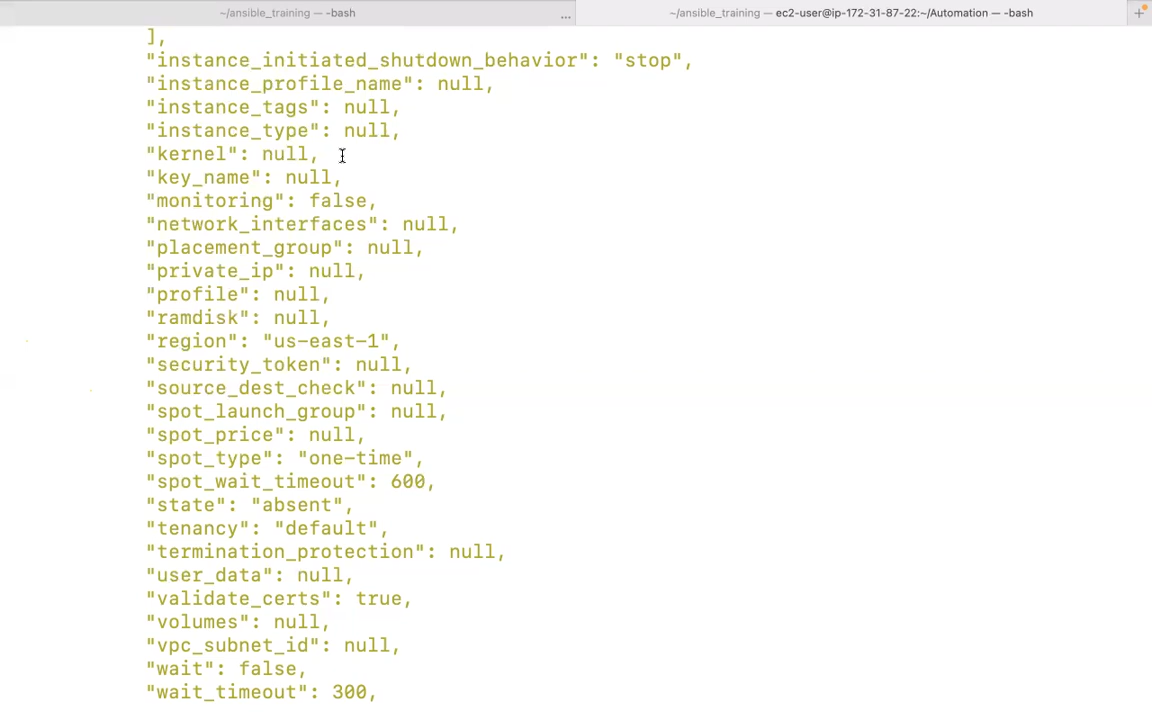 ~/ansible_training — -bash
...
~/ansible_training — ec2-user@ip-172-31-87-22:~/Automation — -bash
+
],
"instance_initiated_shutdown_behavior": "stop",
"instance_profile_name": null,
"instance_tags": null,
"instance_type": null,
"kernel": null,
"key_name": null,
"monitoring": false,
"network_interfaces": null,
"placement_group": null,
"private_ip": null,
"profile": null,
"ramdisk": null,
"region": "us-east-1",
"security_token": null,
"source_dest_check": null,
"spot_launch_group": null,
"spot_price": null,
"spot_type": "one-time",
"spot_wait_timeout": 600,
"state": "absent",
"tenancy": "default",
"termination_protection": null,
"user_data": null,
"validate_certs": true,
"volumes": null,
"vpc_subnet_id": null,
"wait": false,
"wait_timeout": 300,